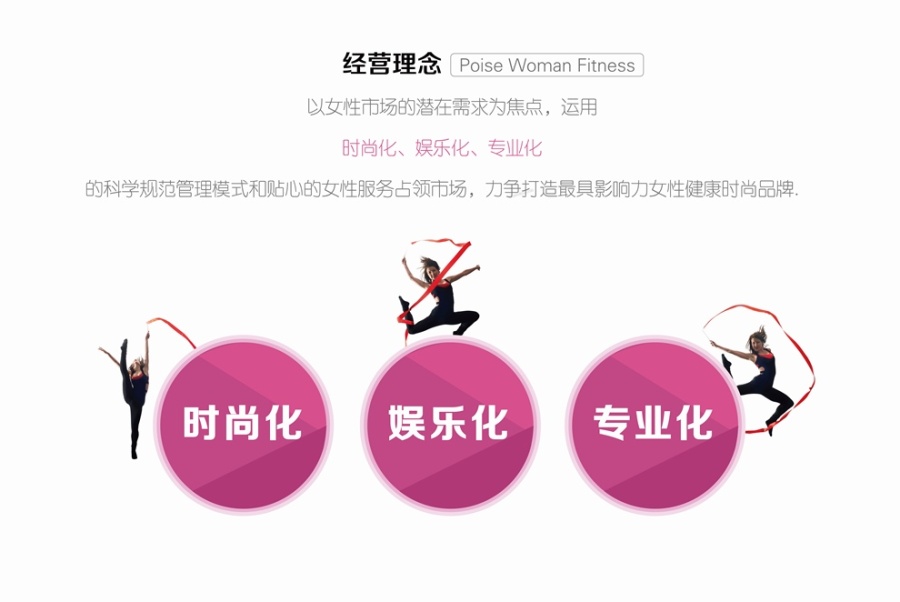 经营理念 Poise Woman Fitness
以女性市场的潜在需求为焦点，运用
时尚化、娱乐化、专业化
的科学规范管理模式和贴心的女性服务占领市场，力争打造最具影响力女性健康时尚品牌.
时尚化 娱乐化 专业化